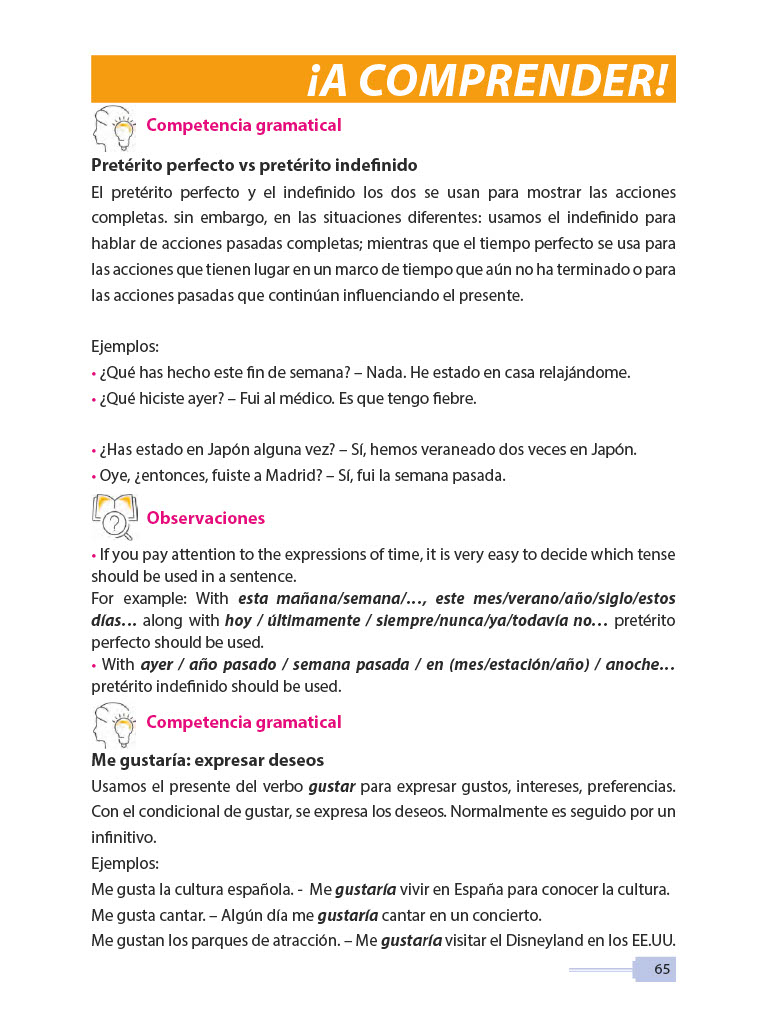 ¡A COMPRENDER!
Competencia gramatical
Pretérito perfecto vs pretérito indefinido
El pretérito perfecto y el indefinido los dos se usan para mostrar las acciones
completas. sin embargo, en las situaciones diferentes: usamos el indefinido para
hablar de acciones pasadas completas; mientras que el tiempo perfecto se usa para
las acciones que tienen lugar en un marco de tiempo que aún no ha terminado o para
las acciones pasadas que continúan influenciando el presente.
Ejemplos:
• ¿Qué has hecho este fin de semana? – Nada. He estado en casa relajándome.
• ¿Qué hiciste ayer? – Fui al médico. Es que tengo fiebre.
• ¿Has estado en Japón alguna vez? – Sí, hemos veraneado dos veces en Japón.
• Oye, ¿entonces, fuiste a Madrid? – Sí, fui la semana pasada.
Observaciones
• If you pay attention to the expressions of time, it is very easy to decide which tense
should be used in a sentence.
For example: With esta mañana/semana/…, este mes/verano/año/siglo/estos
días… along with hoy / últimamente / siempre/nunca/ya/todavía no… pretérito
perfecto should be used.
• With ayer / año pasado / semana pasada / en (mes/estación/año) / anoche…
pretérito indefinido should be used.
Competencia gramatical
Me gustaría: expresar deseos
Usamos el presente del verbo gustar para expresar gustos, intereses, preferencias.
Con el condicional de gustar, se expresa los deseos. Normalmente es seguido por un
infinitivo.
Ejemplos:
Me gusta la cultura española. - Me gustaría vivir en España para conocer la cultura.
Me gusta cantar. – Algún día me gustaría cantar en un concierto.
Me gustan los parques de atracción. – Me gustaría visitar el Disneyland en los EE.UU.
65